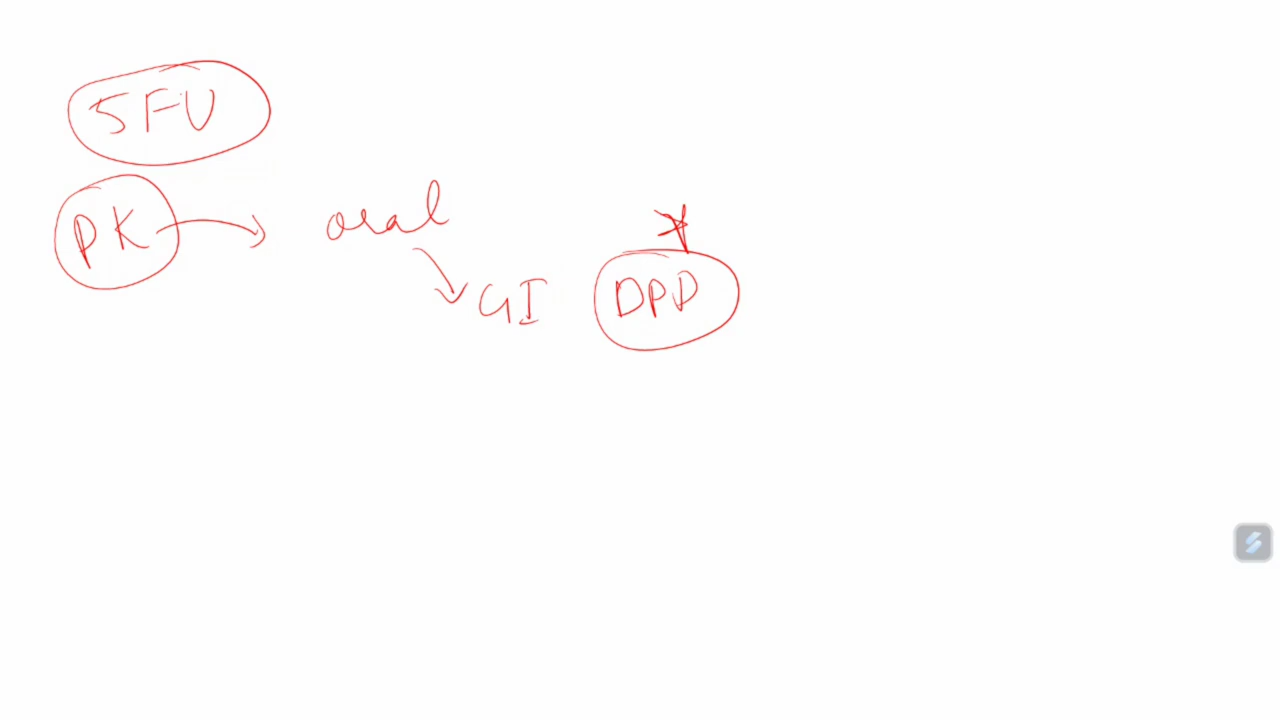 5FU
PK → oral
↘ GI DPD *